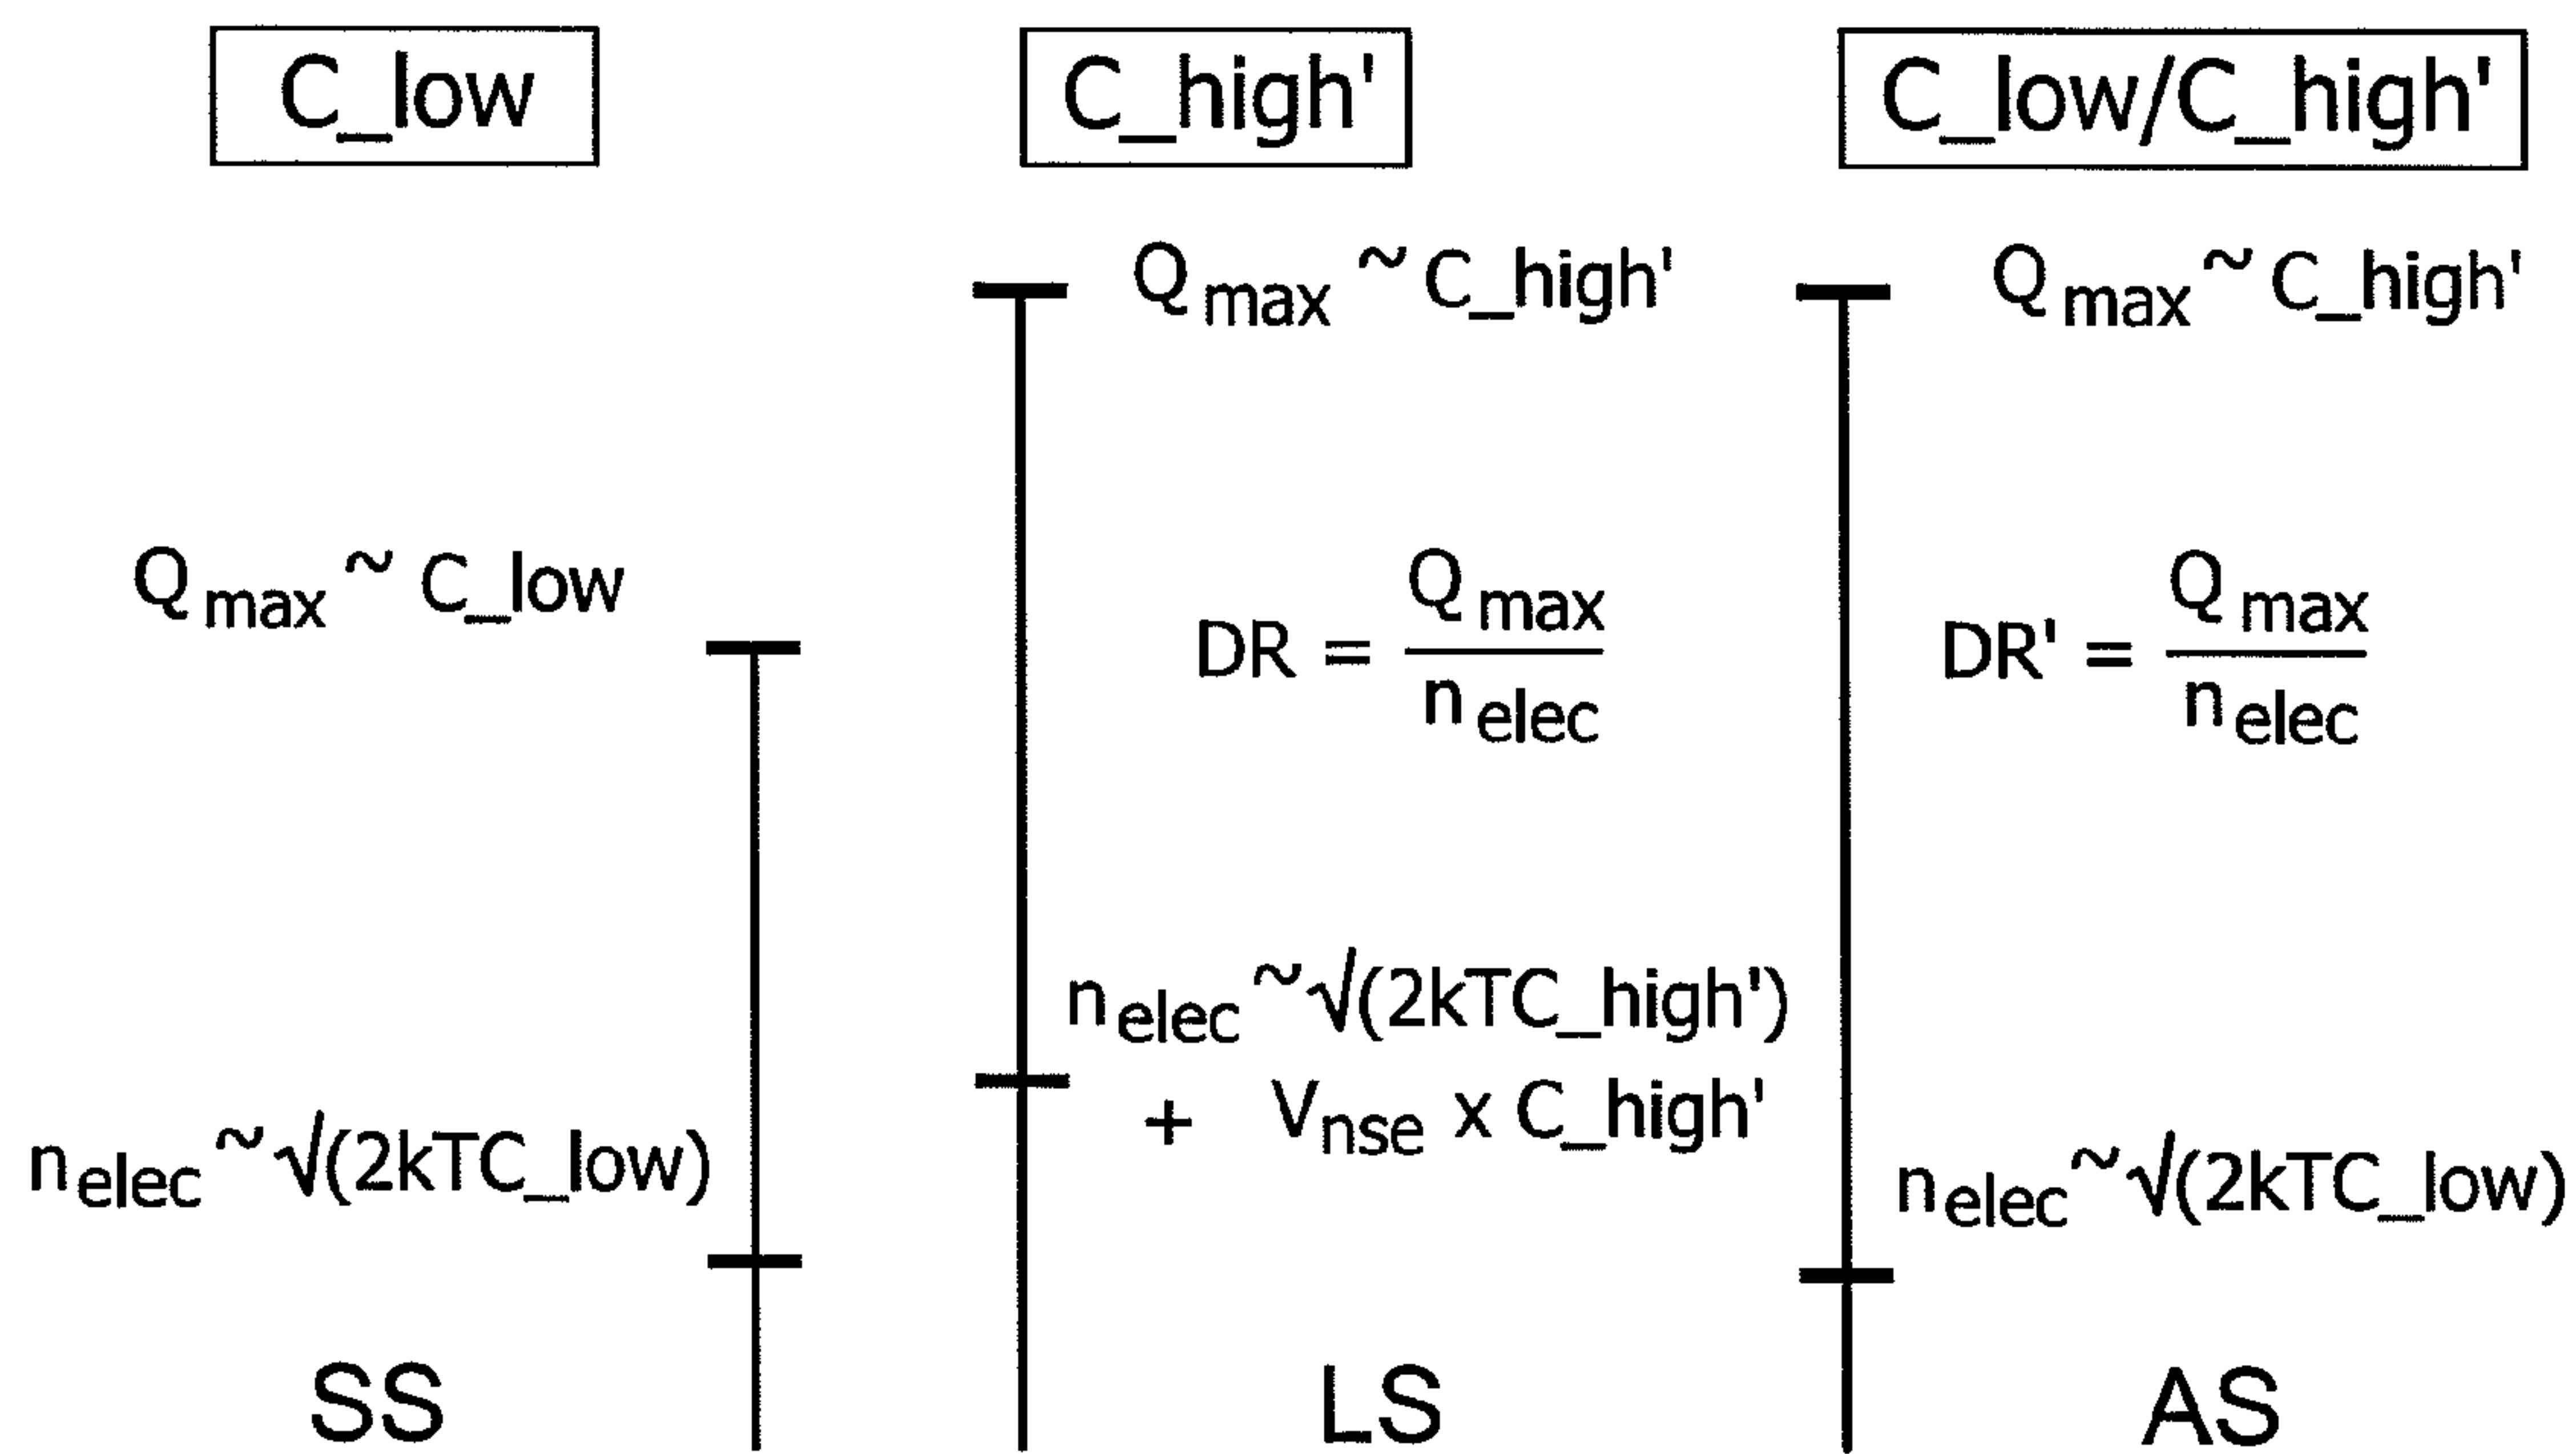 C_low
C_high'
C_low/C_high'
Q max ~ C_high'
Q max ~ C_high'
Q max ~ C_low
DR = Q max / n elec
DR' = Q max / n elec
n elec ~ √(2kTC_high')
+ V nse x C_high'
n elec ~ √(2kTC_low)
n elec ~ √(2kTC_low)
SS
LS
AS